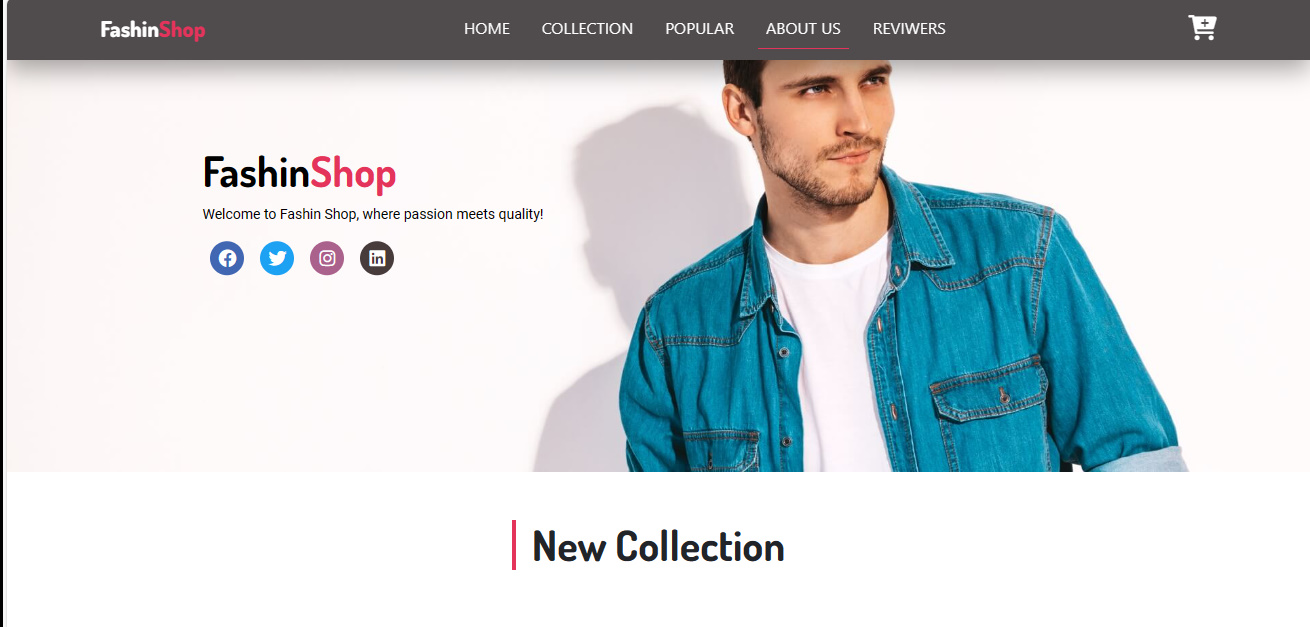 FashinShop HOME COLLECTION POPULAR ABOUT US REVIWERS
FashinShop
Welcome to Fashin Shop, where passion meets quality!
New Collection